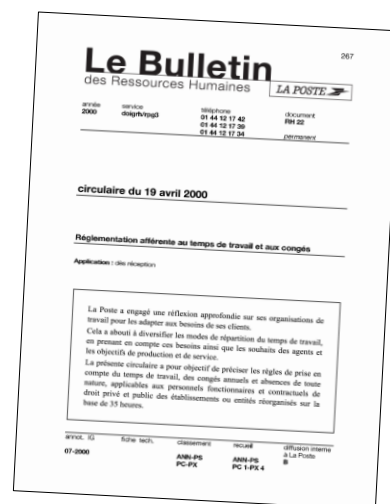 267
Le Bulletin
des Ressources Humaines
LA POSTE
année service téléphone document
2000 doigrh/rpg3 01 44 12 17 42 RH 22
01 44 12 17 39
01 44 12 17 34 permanent
circulaire du 19 avril 2000
Réglementation afférente au temps de travail et aux congés
Application : dès réception
La Poste a engagé une réflexion approfondie sur ses organisations de
travail pour les adapter aux besoins de ses clients.
Cela a abouti à diversifier les modes de répartition du temps de travail,
en prenant en compte ces besoins ainsi que les souhaits des agents et
les objectifs de production et de service.
La présente circulaire a pour objectif de préciser les règles de prise en
compte du temps de travail, des congés annuels et absences de toute
nature, applicables aux personnels fonctionnaires et contractuels de
droit privé et public des établissements ou entités réorganisés sur la
base de 35 heures.
annot. IG fiche tech. classement recueil diffusion interne
à La Poste
07-2000 ANN-PS ANN-PS B
PC-PX PC 1-PX 4